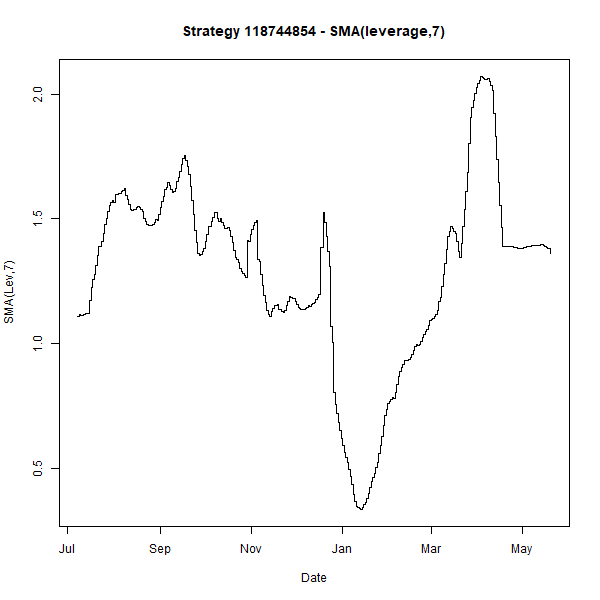 Strategy 118744854 - SMA(leverage,7)
SMA(Lev,7)
2.0
1.5
1.0
0.5
Jul Sep Nov Jan Mar May
Date